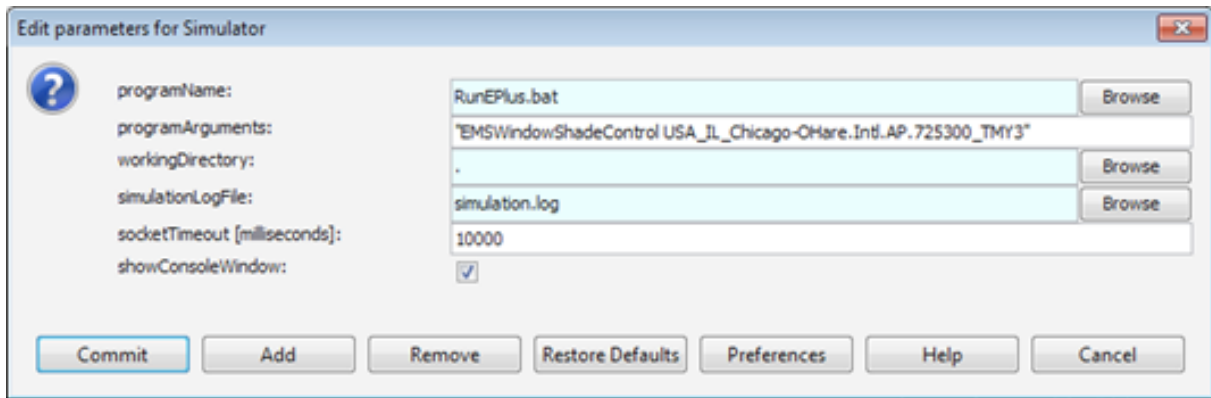 Edit parameters for Simulator
programName:
RunEPlus.bat
Browse
programArguments:
"EMSWindowShadeControl USA_IL_Chicago-OHare.Intl.AP.725300_TMY3"
workingDirectory:
.
Browse
simulationLogFile:
simulation.log
Browse
socketTimeout [milliseconds]:
10000
showConsoleWindow:
Commit
Add
Remove
Restore Defaults
Preferences
Help
Cancel